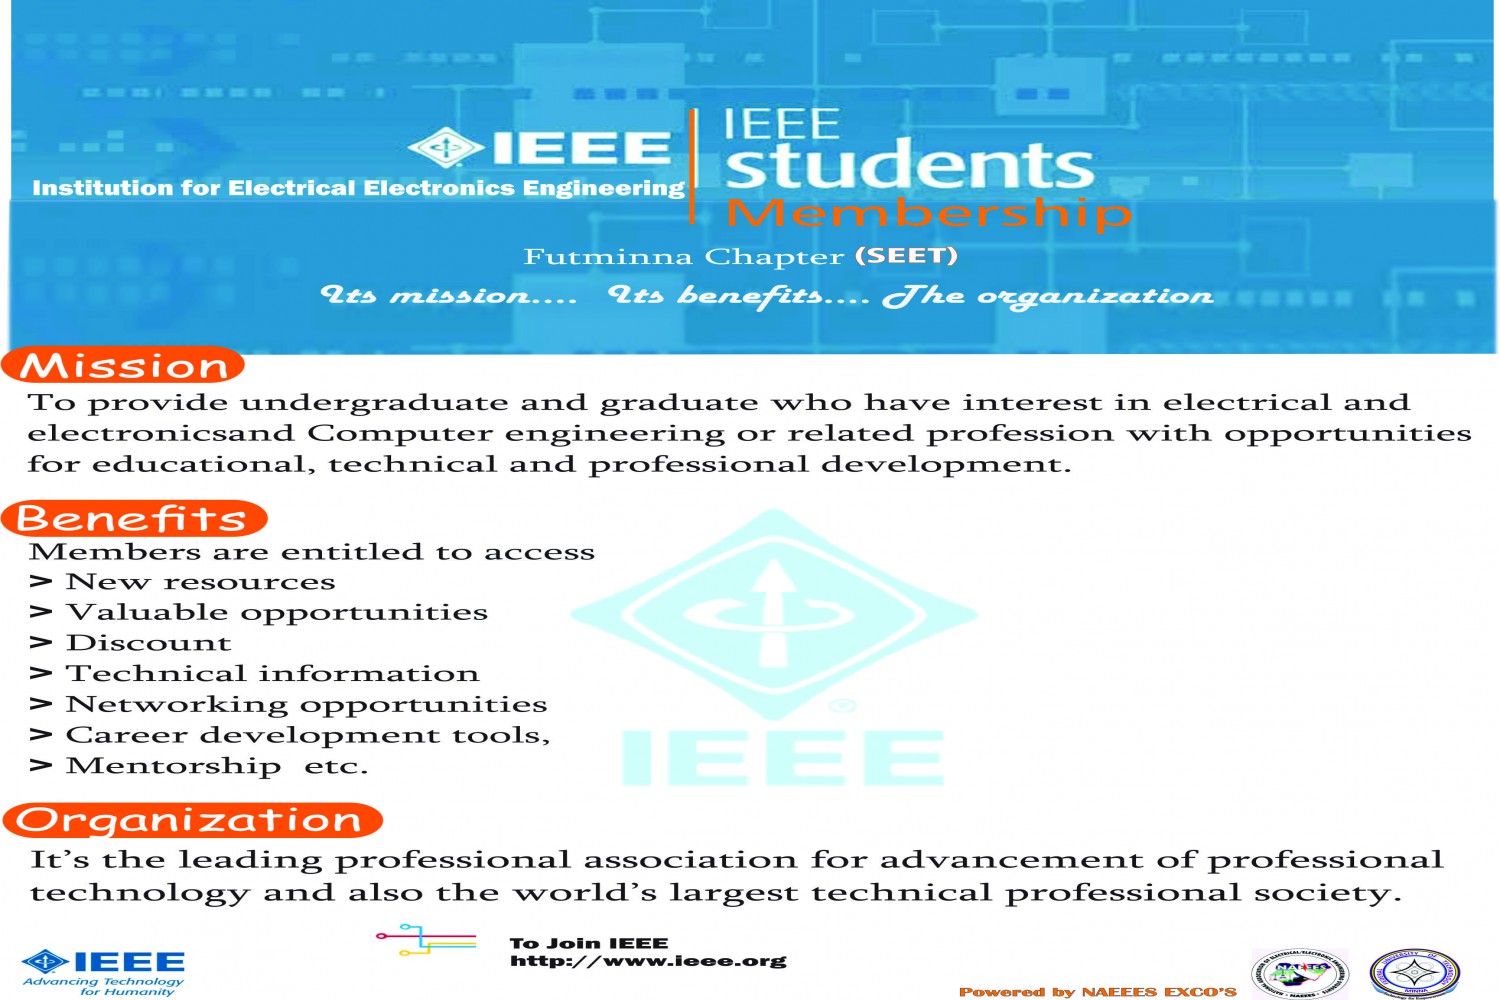 IEEE
Institution for Electrical Electronics Engineering
IEEE
students
Membership
Futminna Chapter (SEET)
Its mission.... Its benefits.... The organization
Mission
To provide undergraduate and graduate who have interest in electrical and
electronicsand Computer engineering or related profession with opportunities
for educational, technical and professional development.
Benefits
Members are entitled to access
> New resources
> Valuable opportunities
> Discount
> Technical information
> Networking opportunities
> Career development tools,
> Mentorship etc.
IEEE
Organization
It's the leading professional association for advancement of professional
technology and also the world's largest technical professional society.
IEEE
Advancing Technology
for Humanity
To Join IEEE
http://www.ieee.org
Powered by NAEEES EXCO'S
NAEEES